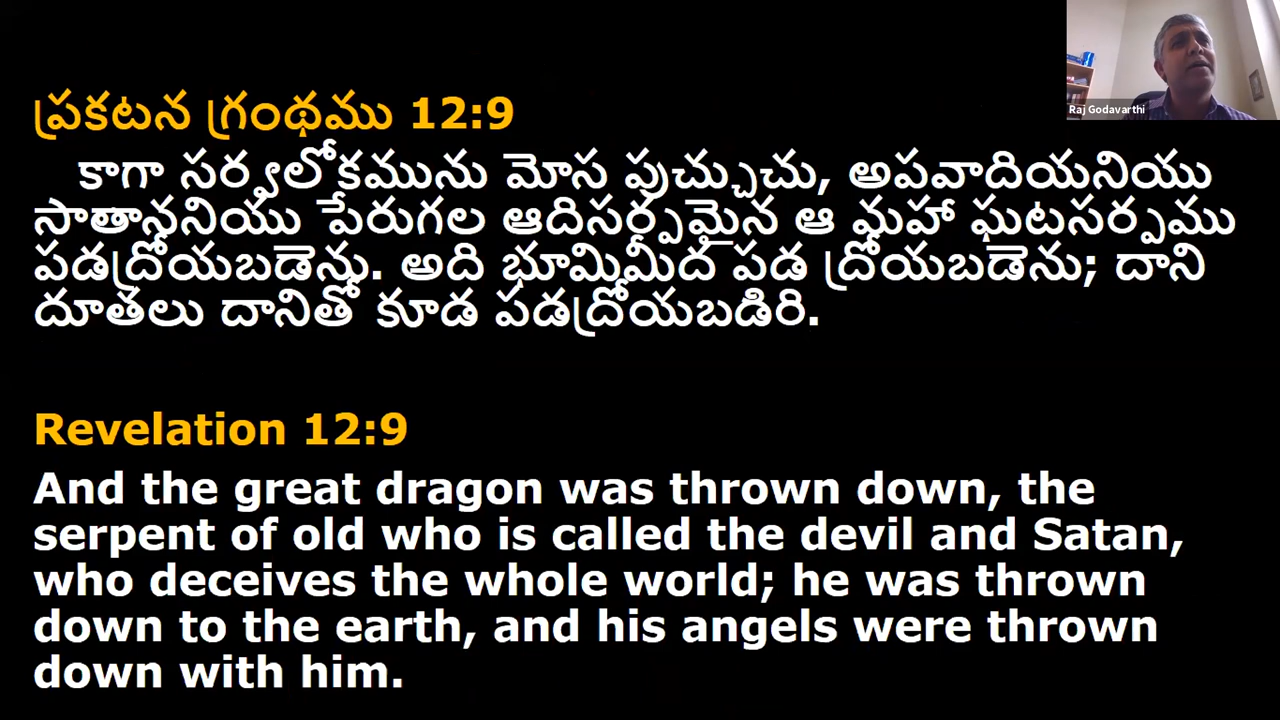 ప్రకటన గ్రంథము 12:9
కాగా సర్వలోకమును మోస పుచ్చుచు, అపవాదియనియు
సాతాననియు పేరుగల ఆదిసర్పమైన ఆ మహా ఘటసర్పము
పడద్రోయబడెను. అది భూమిమీద పడ ద్రోయబడెను; దాని
దూతలు దానితో కూడ పడద్రోయబడిరి.
Raj Godavarthi
Revelation 12:9
And the great dragon was thrown down, the
serpent of old who is called the devil and Satan,
who deceives the whole world; he was thrown
down to the earth, and his angels were thrown
down with him.